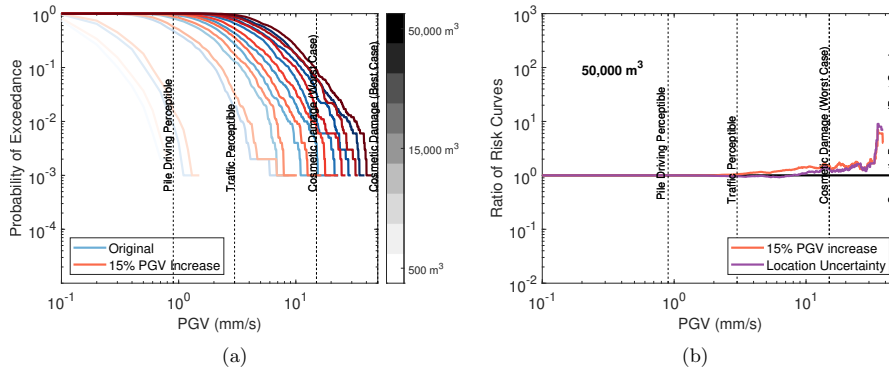 10^0
10^-1
10^-2
10^-3
10^-4
Probability of Exceedance
Pile Driving Perceptible
Traffic Perceptible
Cosmetic Damage (Worst Case)
Cosmetic Damage (Best Case)
Original
15% PGV Increase
10^-1
10^0
10^1
PGV (mm/s)
50,000 m^3
15,000 m^3
500 m^3
(a)
10^3
10^2
10^1
10^0
10^-1
10^-2
Ratio of Risk Curves
50,000 m^3
Pile Driving Perceptible
Traffic Perceptible
Cosmetic Damage (Worst Case)
15% PGV increase
Location Uncertainty
10^-1
10^0
10^1
PGV (mm/s)
(b)